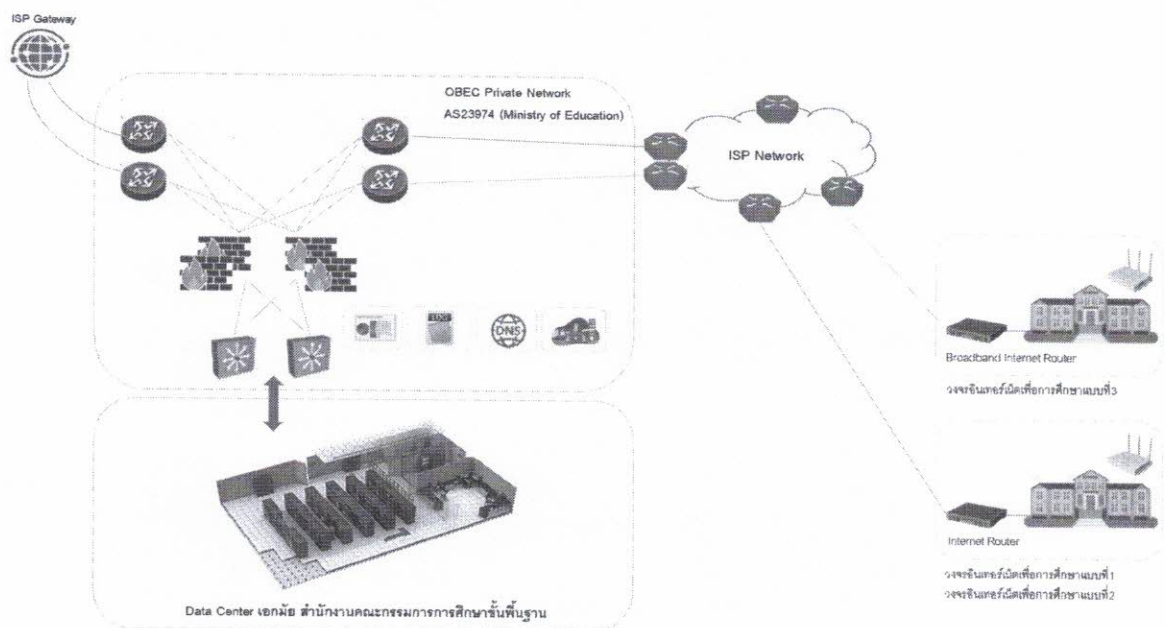 ISP Gateway
OBEC Private Network
AS23974 (Ministry of Education)
ISP Network
LOG
DNS
Broadband Internet Router
วงจรอินเทอร์เน็ตเพื่อการศึกษาแบบที่3
Internet Router
วงจรอินเทอร์เน็ตเพื่อการศึกษาแบบที่1
วงจรอินเทอร์เน็ตเพื่อการศึกษาแบบที่2
Data Center เอกมัย สำนักงานคณะกรรมการการศึกษาขั้นพื้นฐาน